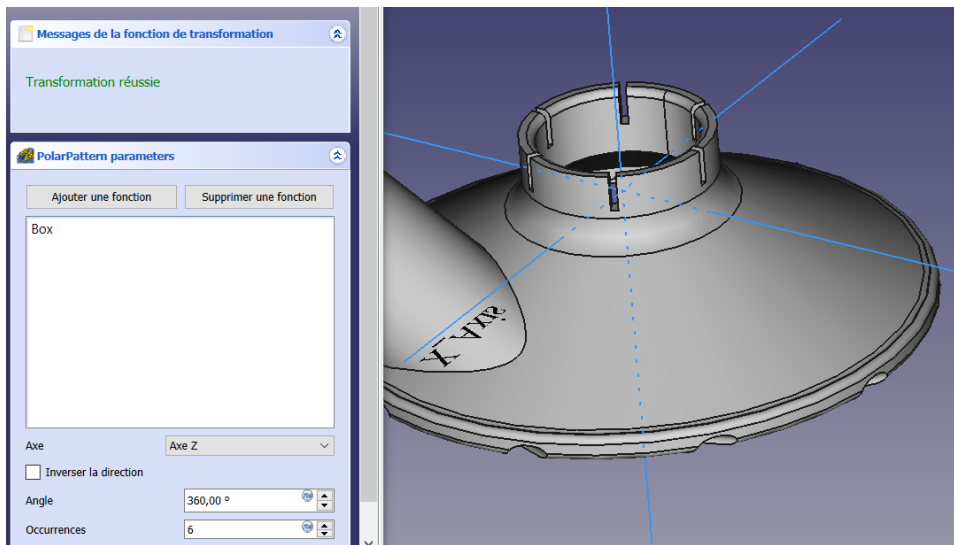 Messages de la fonction de transformation
Transformation réussie
PolarPattern parameters
Ajouter une fonction Supprimer une fonction
Box
Axe Axe Z
Inverser la direction
Angle 360,00 °
Occurrences 6
X_Axis